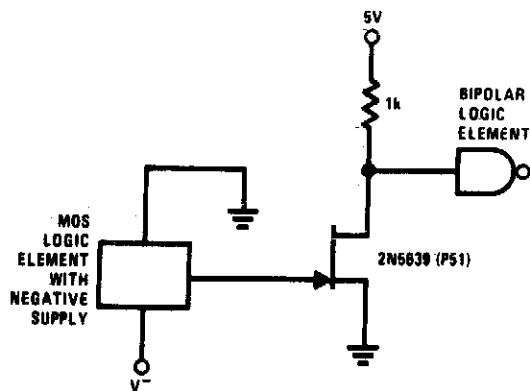 5V
1k
BIPOLAR
LOGIC
ELEMENT
MOS
LOGIC
ELEMENT
WITH
NEGATIVE
SUPPLY
2N5639 (P51)
V−